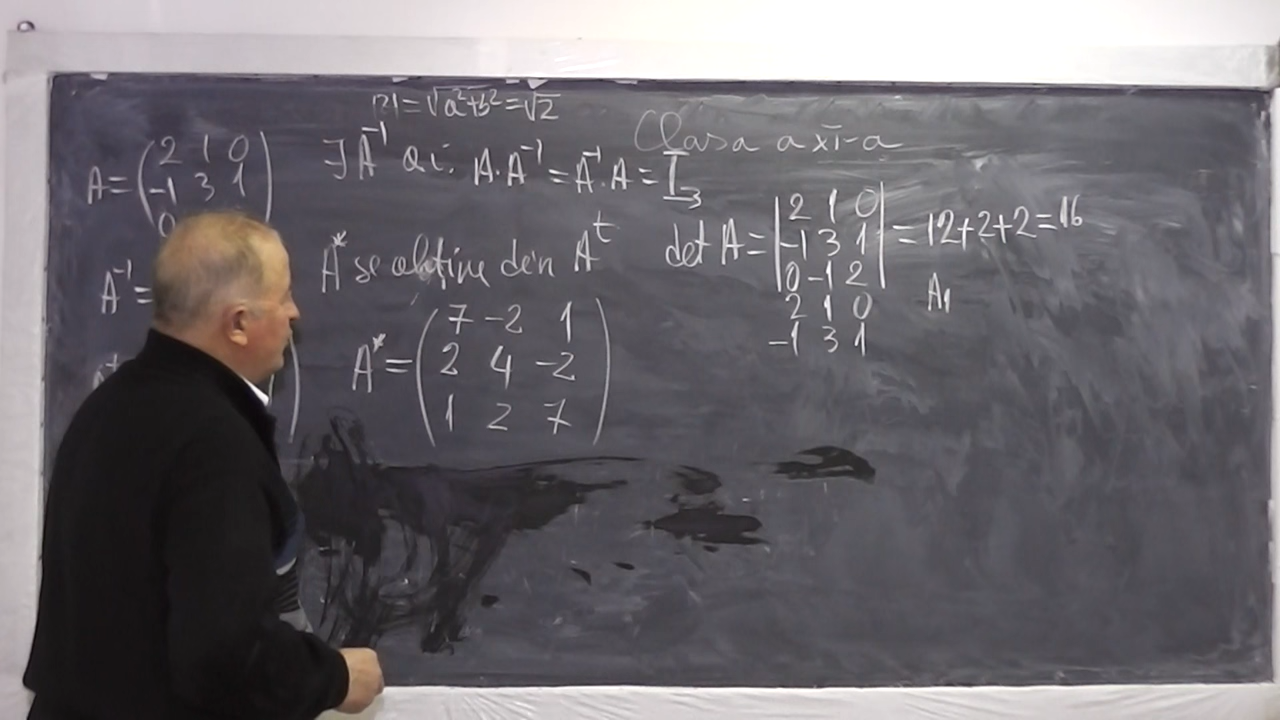 |z|=√a²+b²=√2
Clasa a XI-a
A=(2 1 0
-1 3 1
0
∃A⁻¹ a.î. A·A⁻¹=A⁻¹·A=I₃
A* se obține din Aᵗ
det A=|2 1 0
-1 3 1
0 -1 2| =12+2+2=16
2 1 0
-1 3 1
A⁻¹=
A*=(7 -2 1
2 4 -2
1 2 7)
A₁